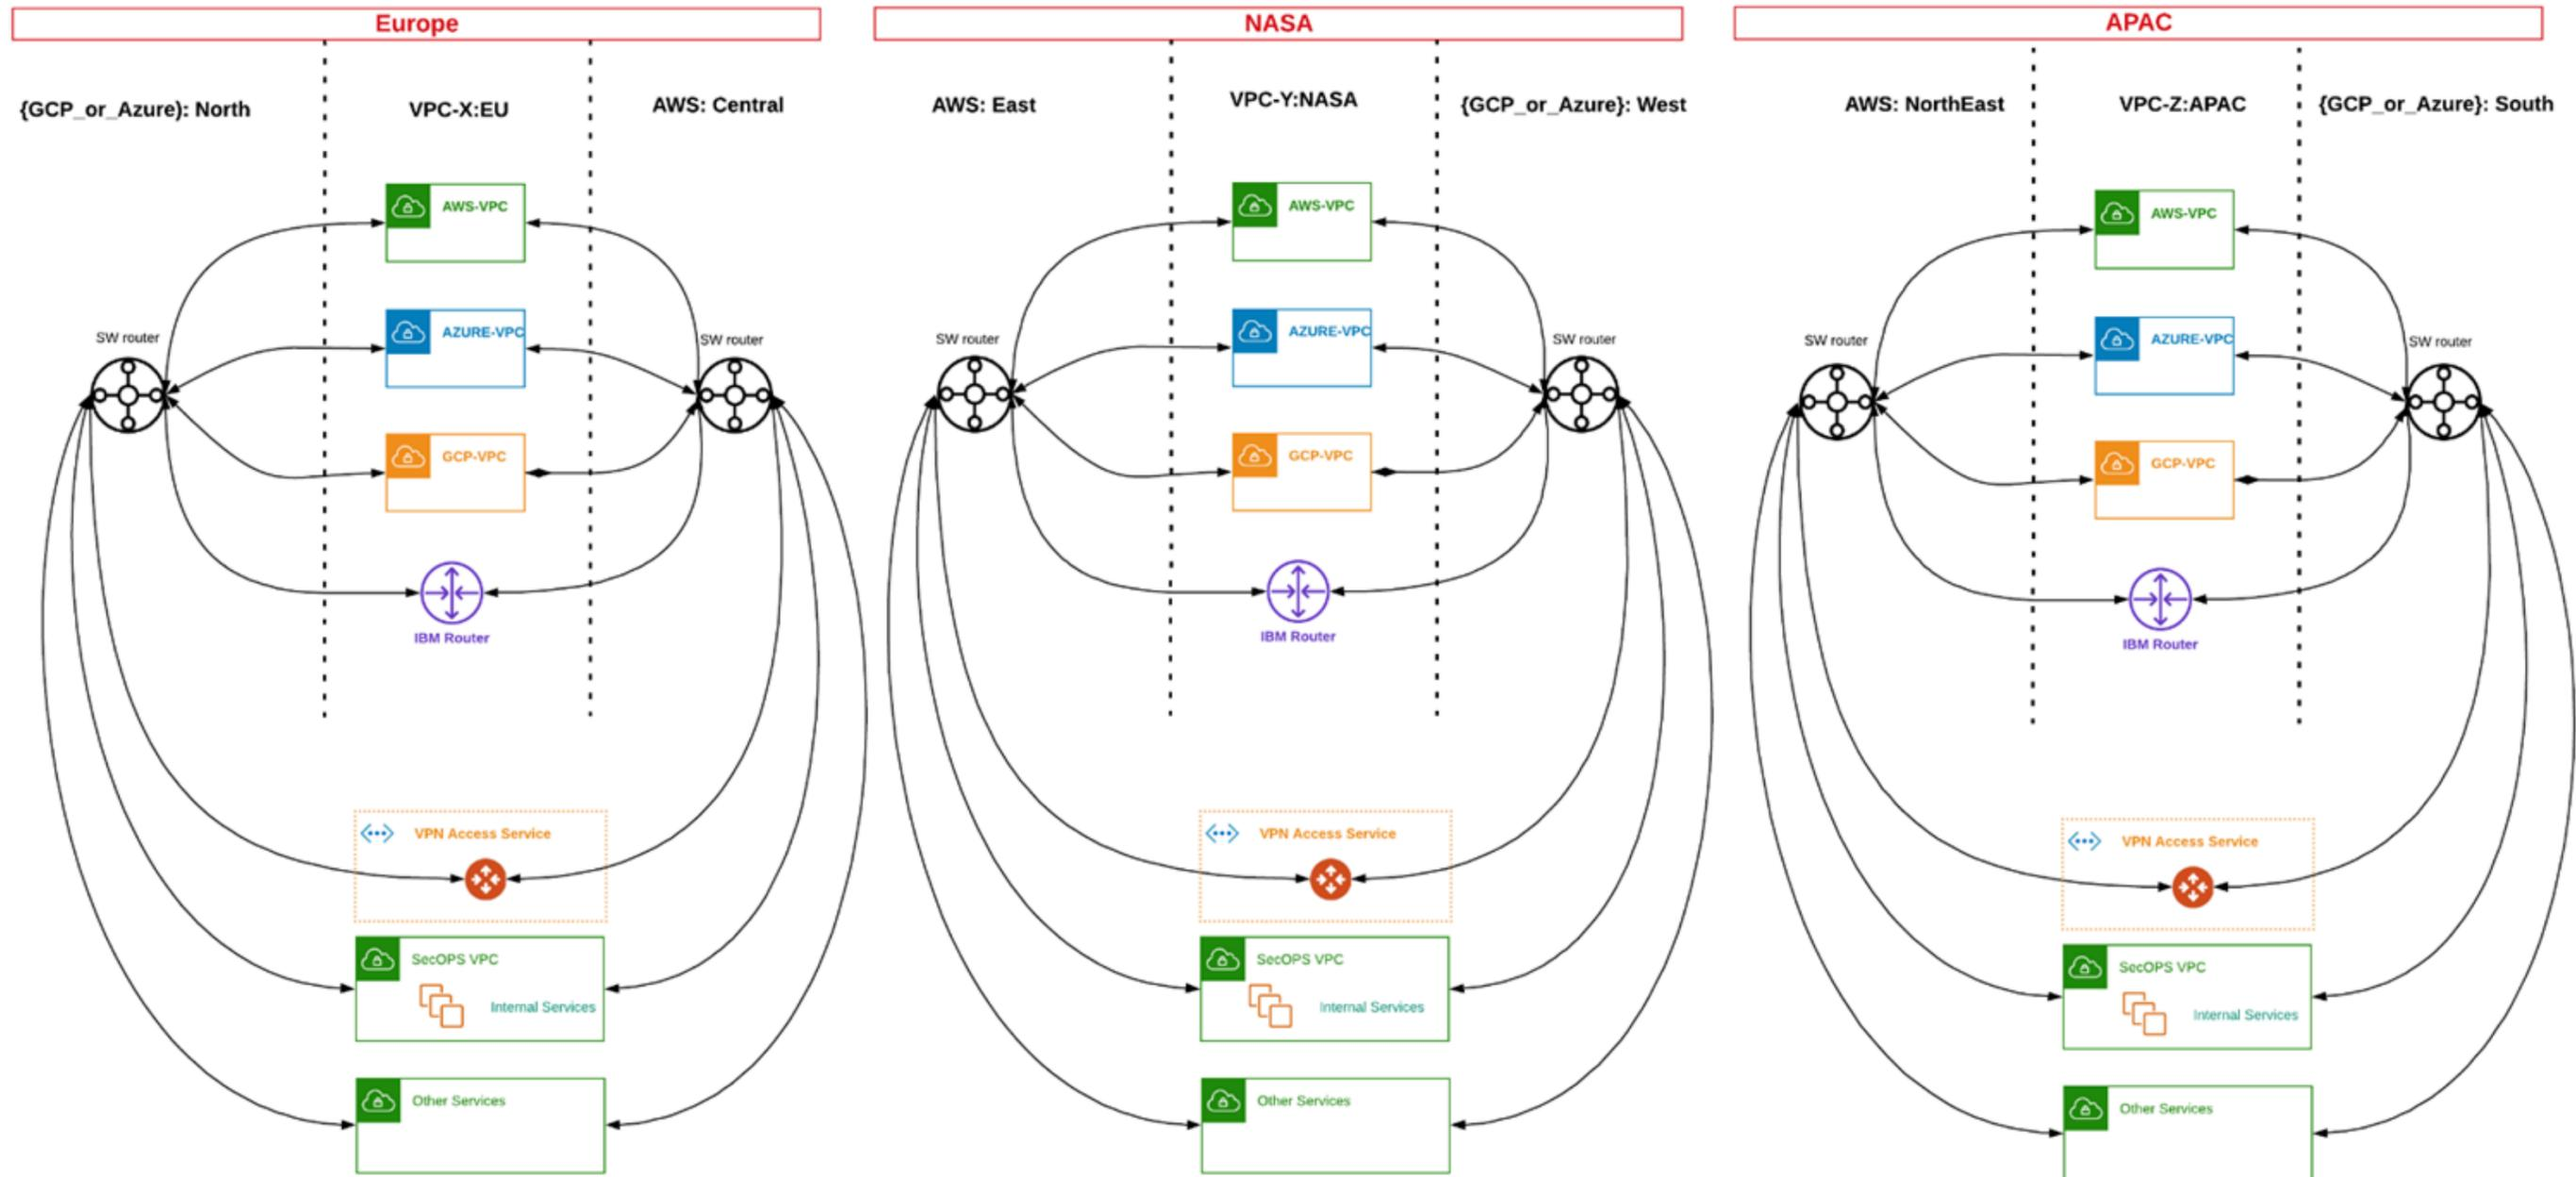 Europe
{GCP_or_Azure): North
VPC-X:EU
AWS: Central
AWS-VPC
AZURE-VPC
GCP-VPC
SW router
SW router
IBM Router
VPN Access Service
SecOPS VPC
Internal Services
Other Services
NASA
AWS: East
VPC-Y:NASA
{GCP_or_Azure}: West
AWS-VPC
AZURE-VPC
GCP-VPC
SW router
SW router
IBM Router
VPN Access Service
SecOPS VPC
Internal Services
Other Services
APAC
AWS: NorthEast
VPC-Z:APAC
{GCP_or_Azure}: South
AWS-VPC
AZURE-VPC
GCP-VPC
SW router
SW router
IBM Router
VPN Access Service
SecOPS VPC
Internal Services
Other Services